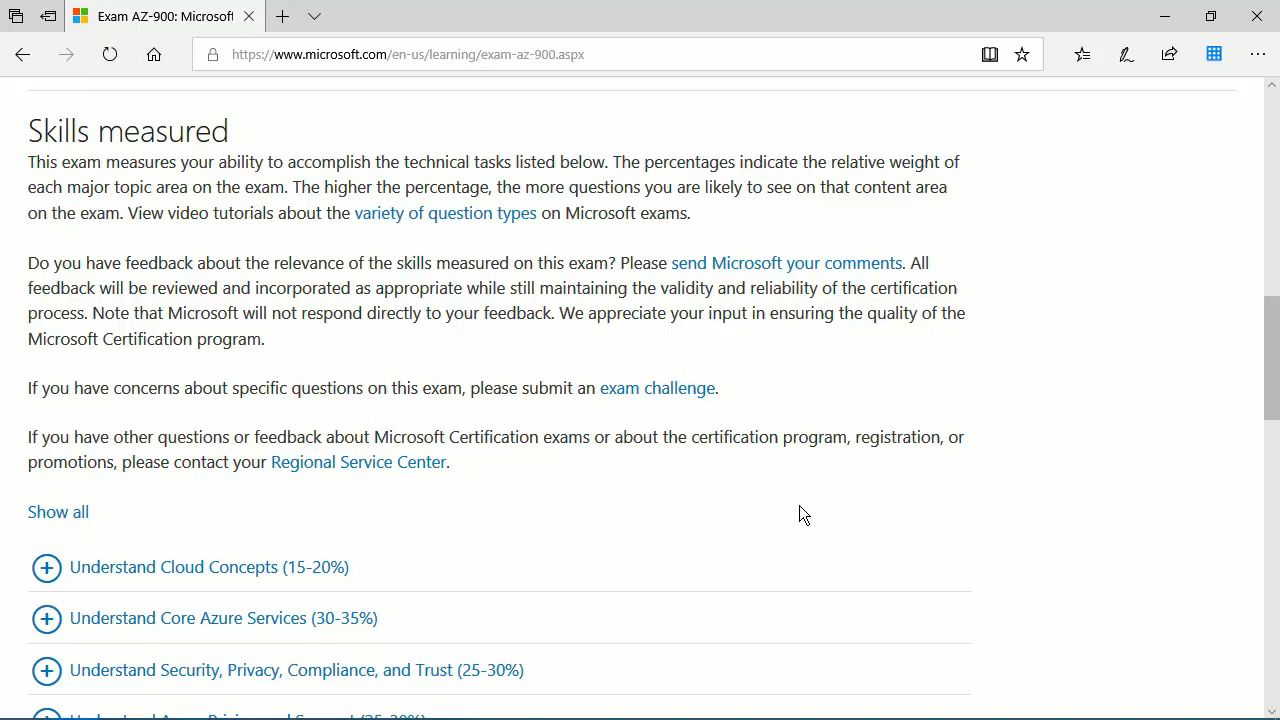 Exam AZ-900: Microsoft
https://www.microsoft.com/en-us/learning/exam-az-900.aspx
Skills measured
This exam measures your ability to accomplish the technical tasks listed below. The percentages indicate the relative weight of
each major topic area on the exam. The higher the percentage, the more questions you are likely to see on that content area
on the exam. View video tutorials about the variety of question types on Microsoft exams.
Do you have feedback about the relevance of the skills measured on this exam? Please send Microsoft your comments. All
feedback will be reviewed and incorporated as appropriate while still maintaining the validity and reliability of the certification
process. Note that Microsoft will not respond directly to your feedback. We appreciate your input in ensuring the quality of the
Microsoft Certification program.
If you have concerns about specific questions on this exam, please submit an exam challenge.
If you have other questions or feedback about Microsoft Certification exams or about the certification program, registration, or
promotions, please contact your Regional Service Center.
Show all
Understand Cloud Concepts (15-20%)
Understand Core Azure Services (30-35%)
Understand Security, Privacy, Compliance, and Trust (25-30%)